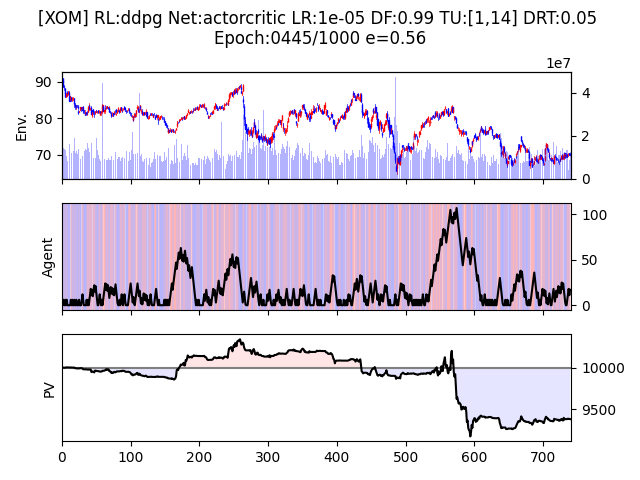 [XOM] RL:ddpg Net:actorcritic LR:1e-05 DF:0.99 TU:[1,14] DRT:0.05
Epoch:0445/1000 e=0.56
1e7
90
80
70
Env.
4
2
0
Agent
100
50
0
PV
10000
9500
0 100 200 300 400 500 600 700